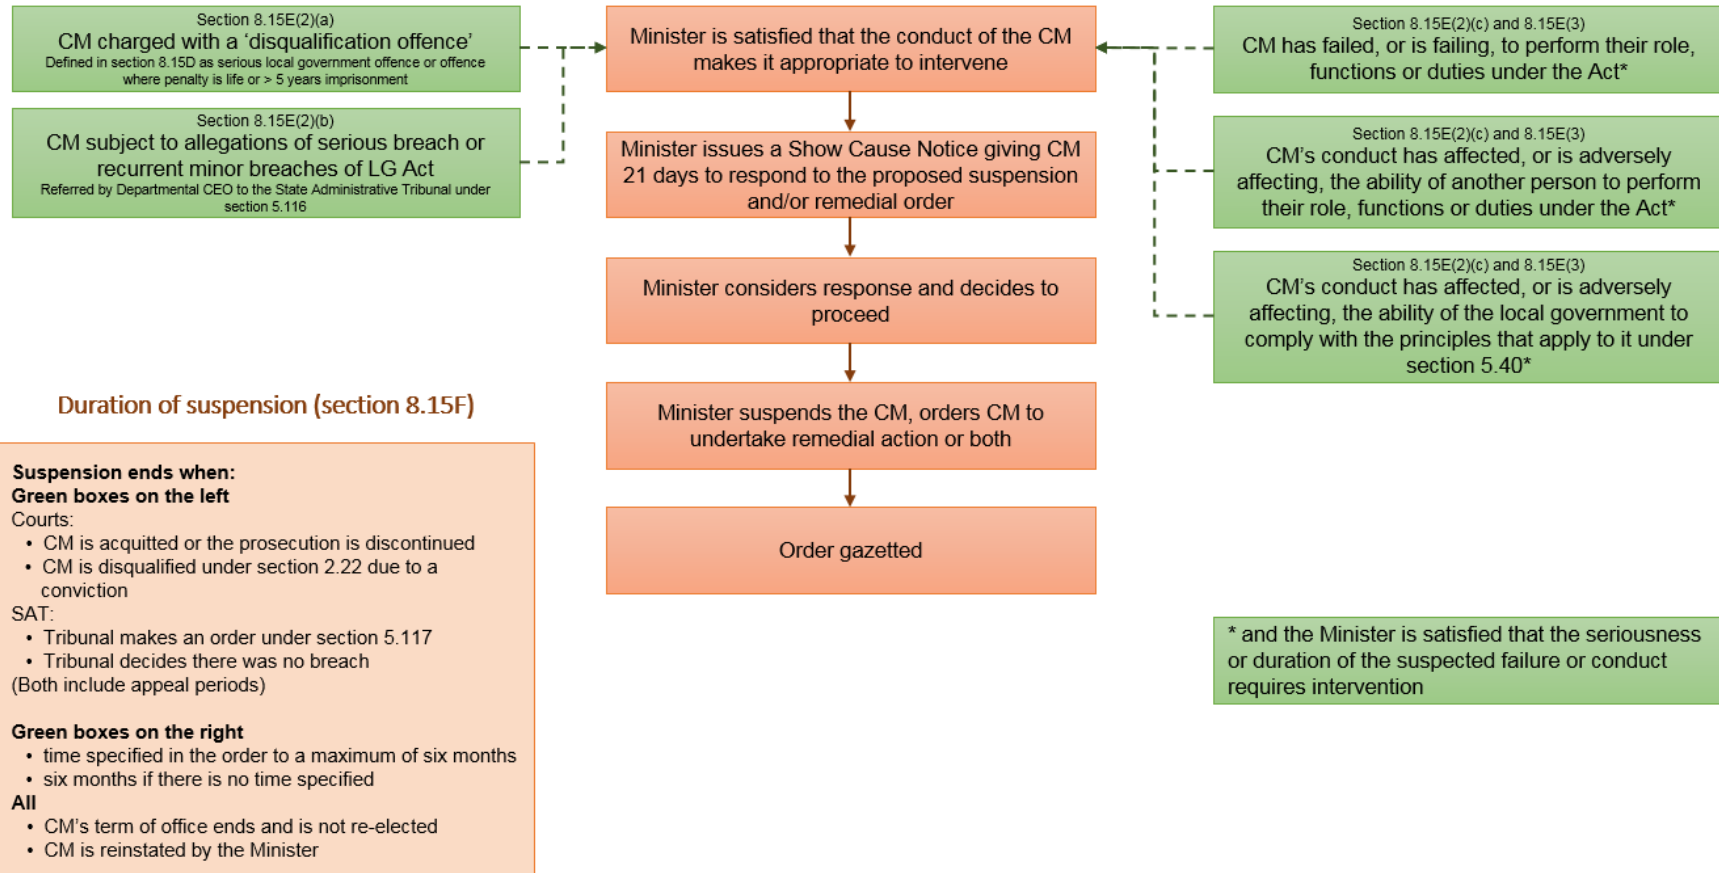 Section 8.15E(2)(a)
CM charged with a ‘disqualification offence’
Defined in section 8.15D as serious local government offence or offence
where penalty is life or > 5 years imprisonment
Section 8.15E(2)(b)
CM subject to allegations of serious breach or
recurrent minor breaches of LG Act
Referred by Departmental CEO to the State Administrative Tribunal under
section 5.116
Minister is satisfied that the conduct of the CM
makes it appropriate to intervene
Minister issues a Show Cause Notice giving CM
21 days to respond to the proposed suspension
and/or remedial order
Minister considers response and decides to
proceed
Minister suspends the CM, orders CM to
undertake remedial action or both
Order gazetted
Section 8.15E(2)(c) and 8.15E(3)
CM has failed, or is failing, to perform their role,
functions or duties under the Act*
Section 8.15E(2)(c) and 8.15E(3)
CM’s conduct has affected, or is adversely
affecting, the ability of another person to perform
their role, functions or duties under the Act*
Section 8.15E(2)(c) and 8.15E(3)
CM’s conduct has affected, or is adversely
affecting, the ability of the local government to
comply with the principles that apply to it under
section 5.40*
* and the Minister is satisfied that the seriousness
or duration of the suspected failure or conduct
requires intervention
Duration of suspension (section 8.15F)
Suspension ends when:
Green boxes on the left
Courts:
• CM is acquitted or the prosecution is discontinued
• CM is disqualified under section 2.22 due to a
conviction
SAT:
• Tribunal makes an order under section 5.117
• Tribunal decides there was no breach
(Both include appeal periods)
Green boxes on the right
• time specified in the order to a maximum of six months
• six months if there is no time specified
All
• CM’s term of office ends and is not re-elected
• CM is reinstated by the Minister